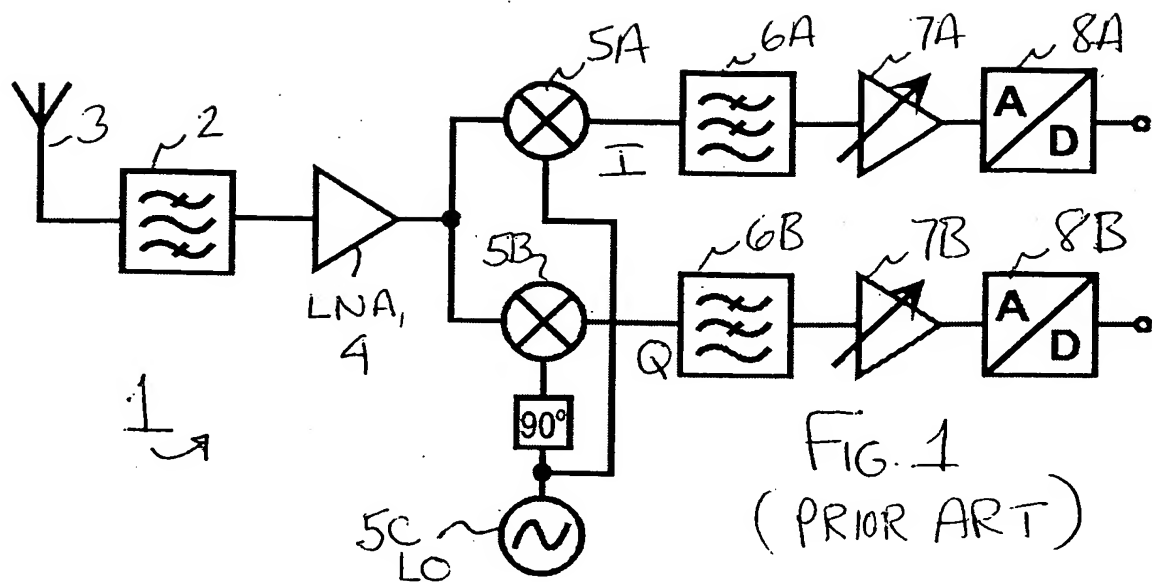 5A
6A
7A
8A
3
2
A
D
I
LNA,
4
5B
6B
7B
8B
A
D
Q
1
90°
5C
LO
FIG. 1
(PRIOR ART)